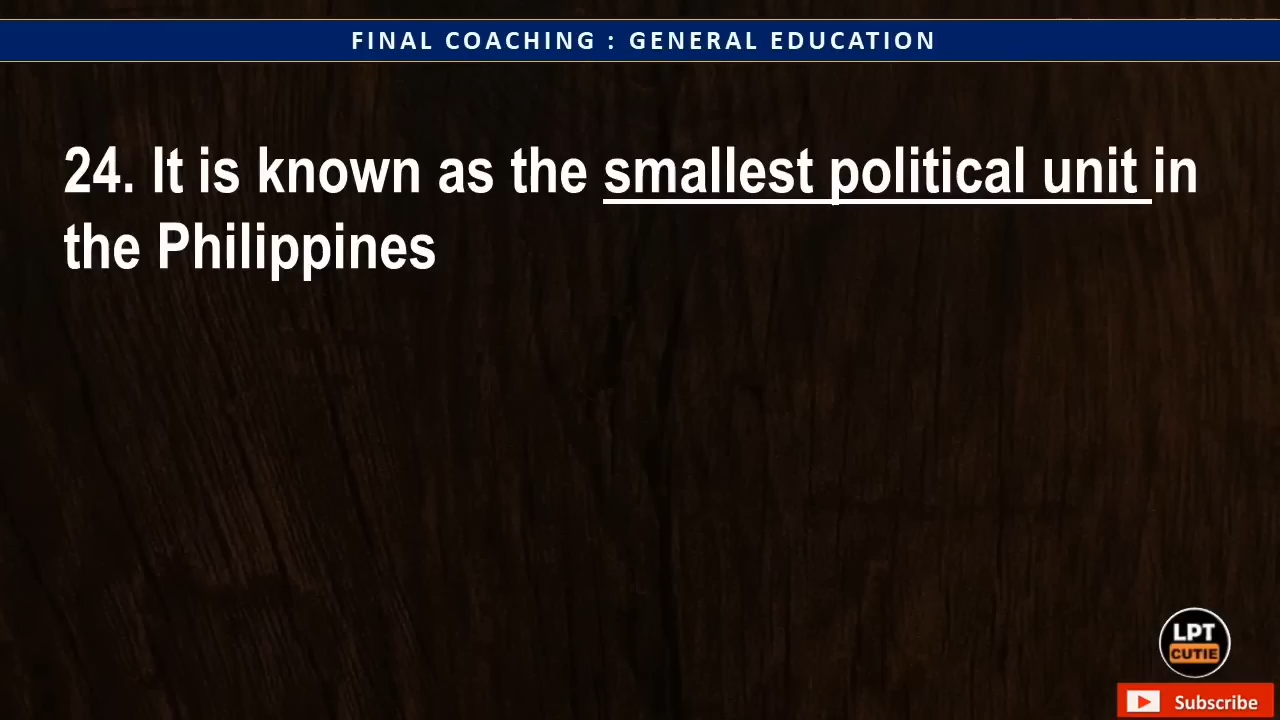 FINAL COACHING : GENERAL EDUCATION
24. It is known as the smallest political unit in
the Philippines
LPT
CUTIE
Subscribe